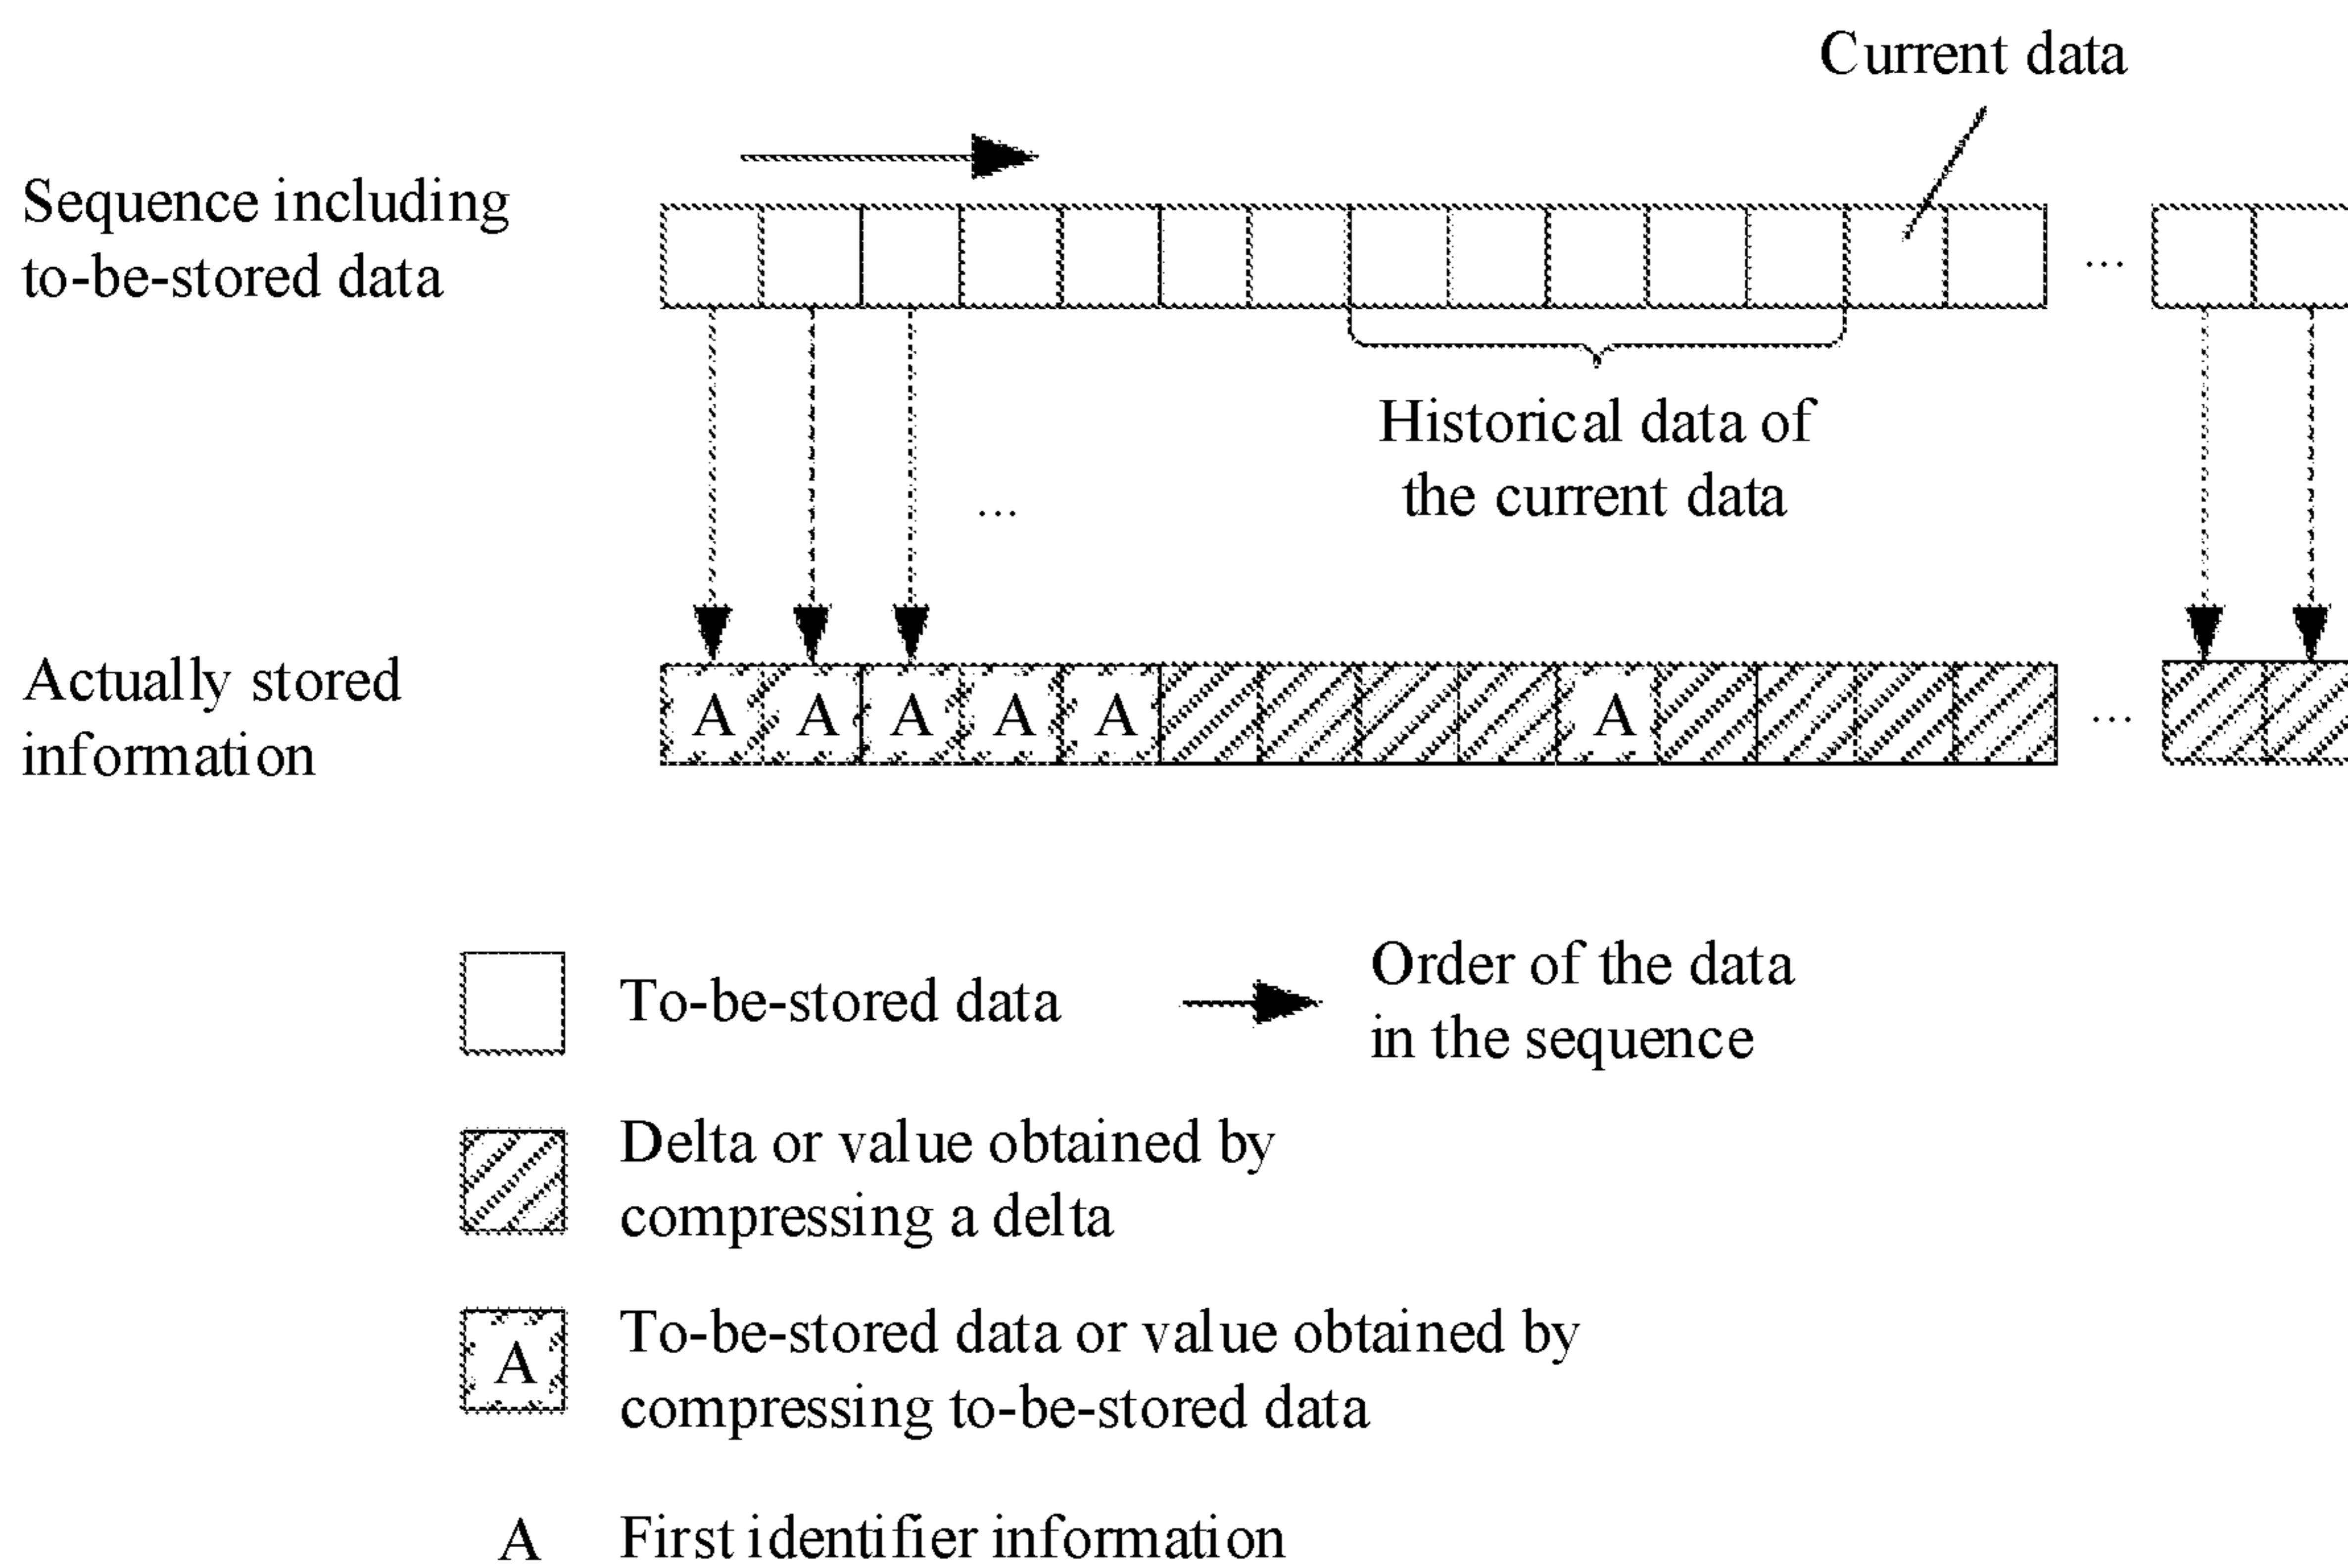 Current data
Sequence including
to-be-stored data
...
Historical data of
the current data
...
Actually stored
information
A A A A A A
...
To-be-stored data
Order of the data
in the sequence
Delta or value obtained by
compressing a delta
A
To-be-stored data or value obtained by
compressing to-be-stored data
A First identifier information